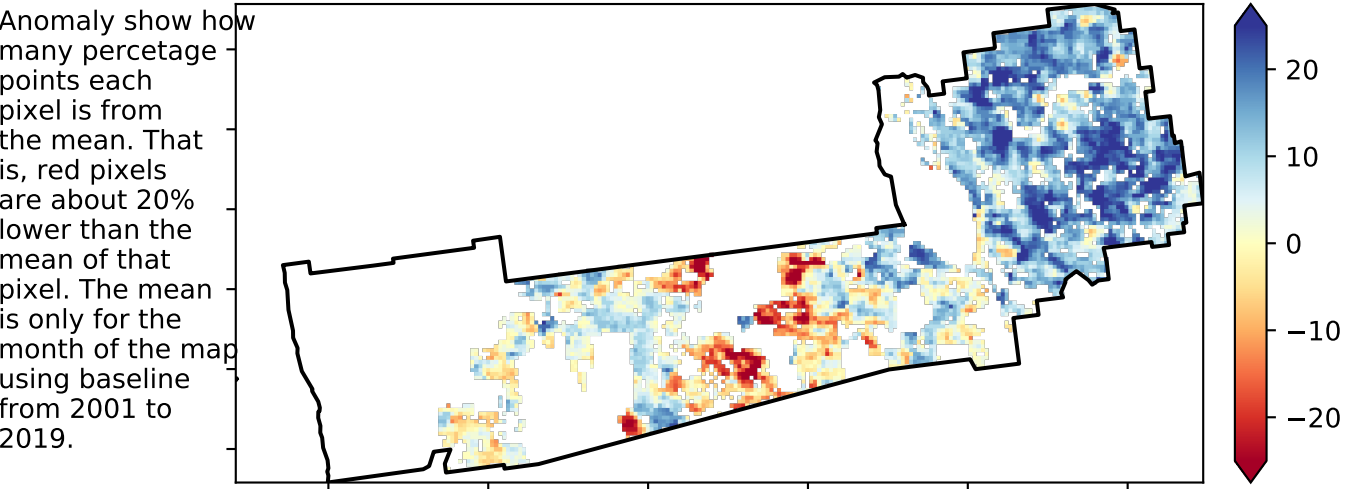 Anomaly show how
many percetage
points each
pixel is from
the mean. That
is, red pixels
are about 20%
lower than the
mean of that
pixel. The mean
is only for the
month of the map
using baseline
from 2001 to
2019.
20
10
0
−10
−20